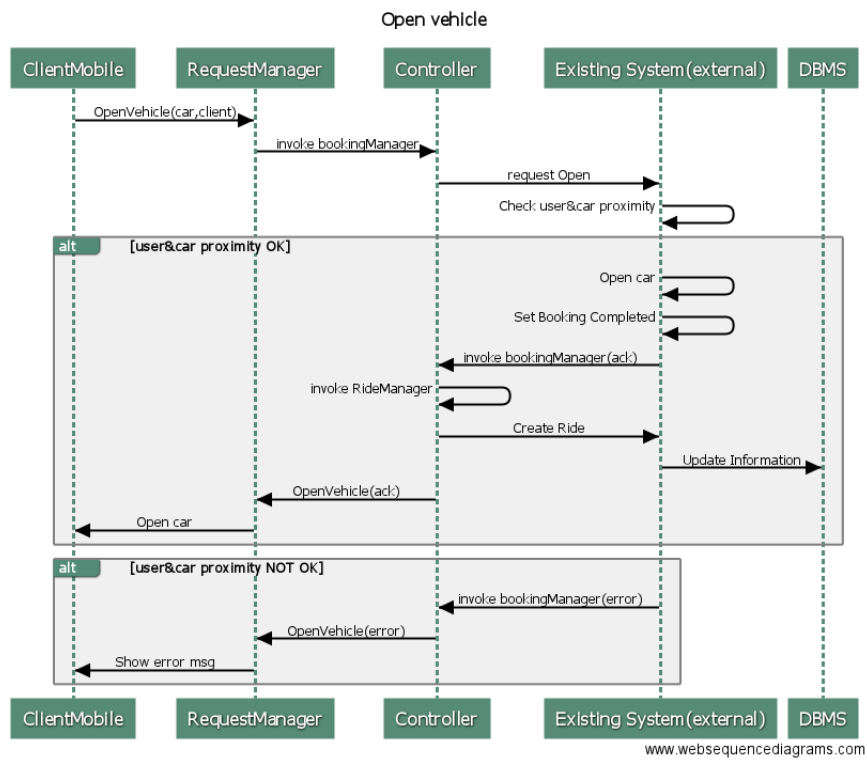 Open vehicle
ClientMobile
RequestManager
Controller
Existing System(external)
DBMS
OpenVehicle(car,client)
invoke bookingManager
request Open
Check user&car proximity
alt
[user&car proximity OK]
Open car
Set Booking Completed
invoke bookingManager(ack)
invoke RideManager
Create Ride
Update Information
OpenVehicle(ack)
Open car
alt
[user&car proximity NOT OK]
invoke bookingManager(error)
OpenVehicle(error)
Show error msg
ClientMobile
RequestManager
Controller
Existing System(external)
DBMS
www.websequencediagrams.com